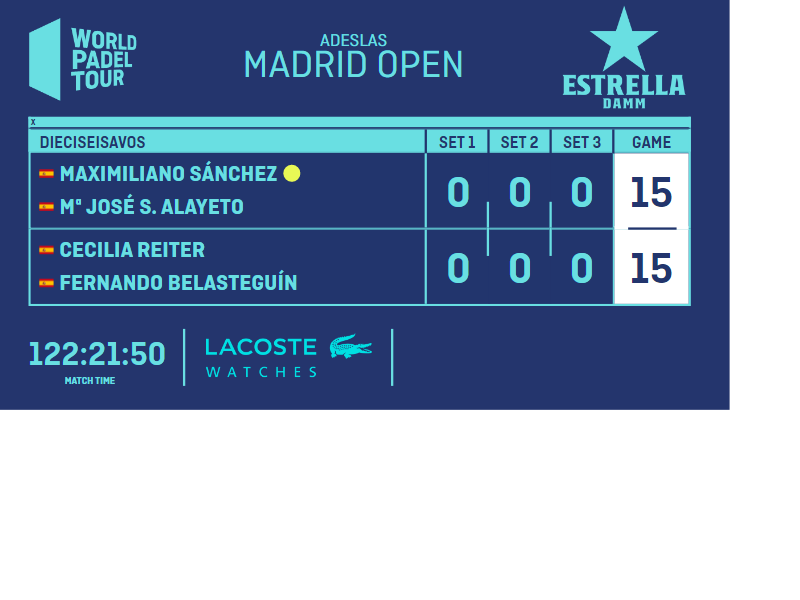 WORLD
PADEL
TOUR
ADESLAS
MADRID OPEN
ESTRELLA
DAMM
X
DIECISEISAVOS SET 1 SET 2 SET 3 GAME
MAXIMILIANO SÁNCHEZ
Mª JOSÉ S. ALAYETO
0 0 0 15
CECILIA REITER
FERNANDO BELASTEGUÍN
0 0 0 15
122:21:50
MATCH TIME
LACOSTE
WATCHES